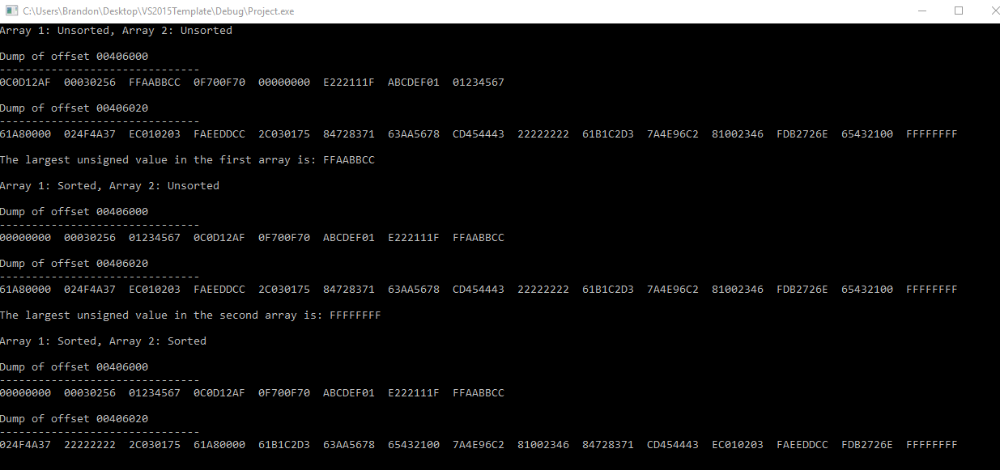 C:\Users\Brandon\Desktop\VS2015Template\Debug\Project.exe
Array 1: Unsorted, Array 2: Unsorted
Dump of offset 00406000
-------------------------------
0C0D12AF  00030256  FFAABBCC  0F700F70  00000000  E222111F  ABCDEF01  01234567
Dump of offset 00406020
-------------------------------
61A80000  024F4A37  EC010203  FAEEDDCC  2C030175  84728371  63AA5678  CD454443  22222222  61B1C2D3  7A4E96C2  81002346  FDB2726E  65432100  FFFFFFFF
The largest unsigned value in the first array is: FFAABBCC
Array 1: Sorted, Array 2: Unsorted
Dump of offset 00406000
-------------------------------
00000000  00030256  01234567  0C0D12AF  0F700F70  ABCDEF01  E222111F  FFAABBCC
Dump of offset 00406020
-------------------------------
61A80000  024F4A37  EC010203  FAEEDDCC  2C030175  84728371  63AA5678  CD454443  22222222  61B1C2D3  7A4E96C2  81002346  FDB2726E  65432100  FFFFFFFF
The largest unsigned value in the second array is: FFFFFFFF
Array 1: Sorted, Array 2: Sorted
Dump of offset 00406000
-------------------------------
00000000  00030256  01234567  0C0D12AF  0F700F70  ABCDEF01  E222111F  FFAABBCC
Dump of offset 00406020
-------------------------------
024F4A37  22222222  2C030175  61A80000  61B1C2D3  63AA5678  65432100  7A4E96C2  81002346  84728371  CD454443  EC010203  FAEEDDCC  FDB2726E  FFFFFFFF